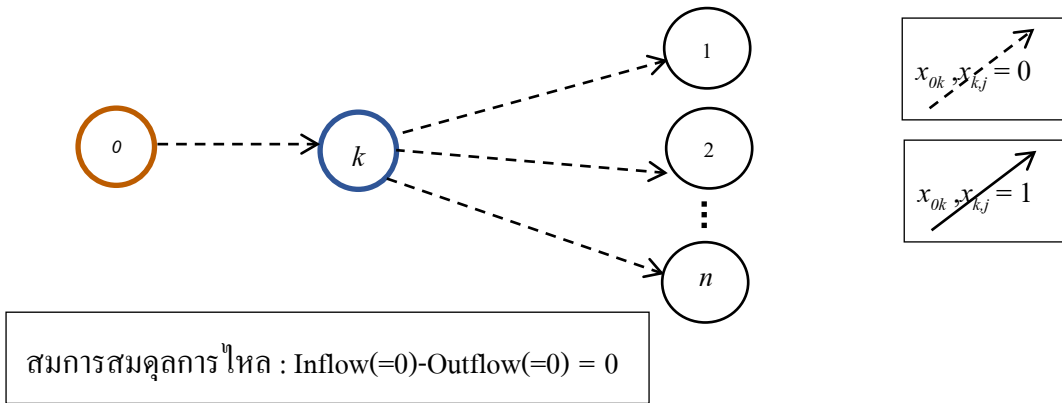 1
0
k
2
n
x₀ₖ ,xₖ,ⱼ = 0
x₀ₖ ,xₖ,ⱼ = 1
สมการสมดุลการไหล : Inflow(=0)-Outflow(=0) = 0